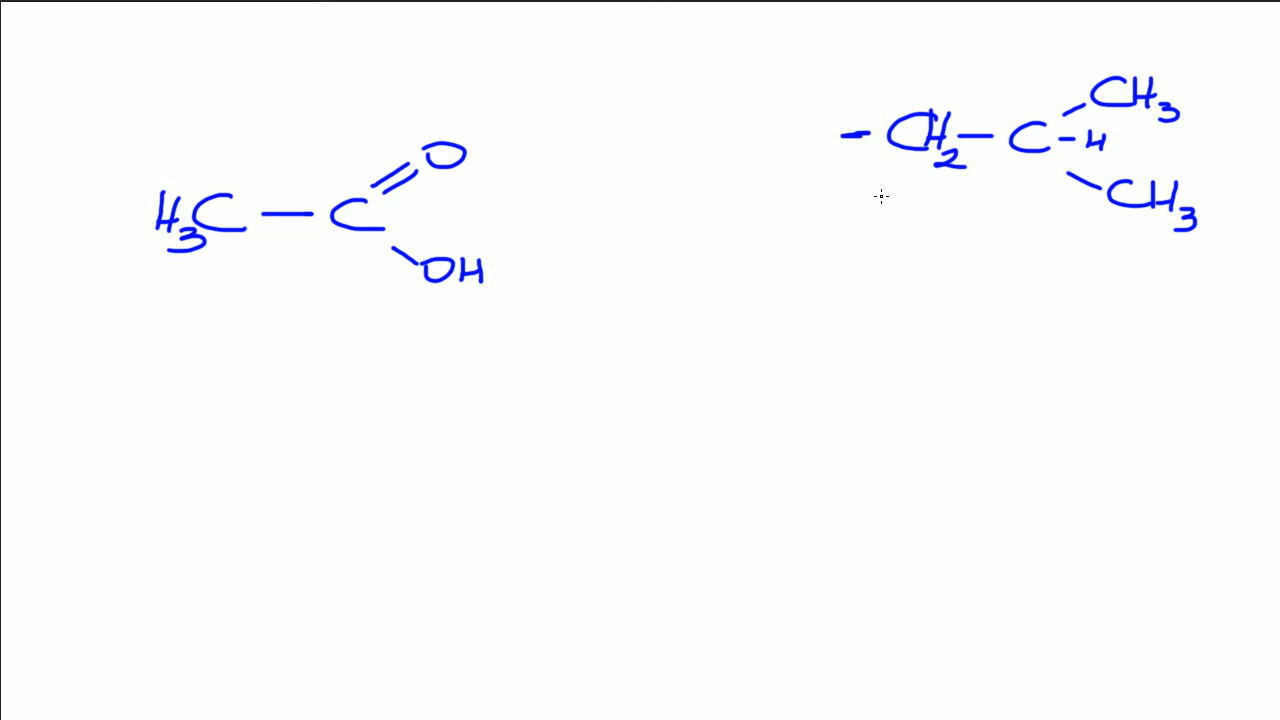 H3C — C
O
OH
- CH2 — C - H
CH3
CH3